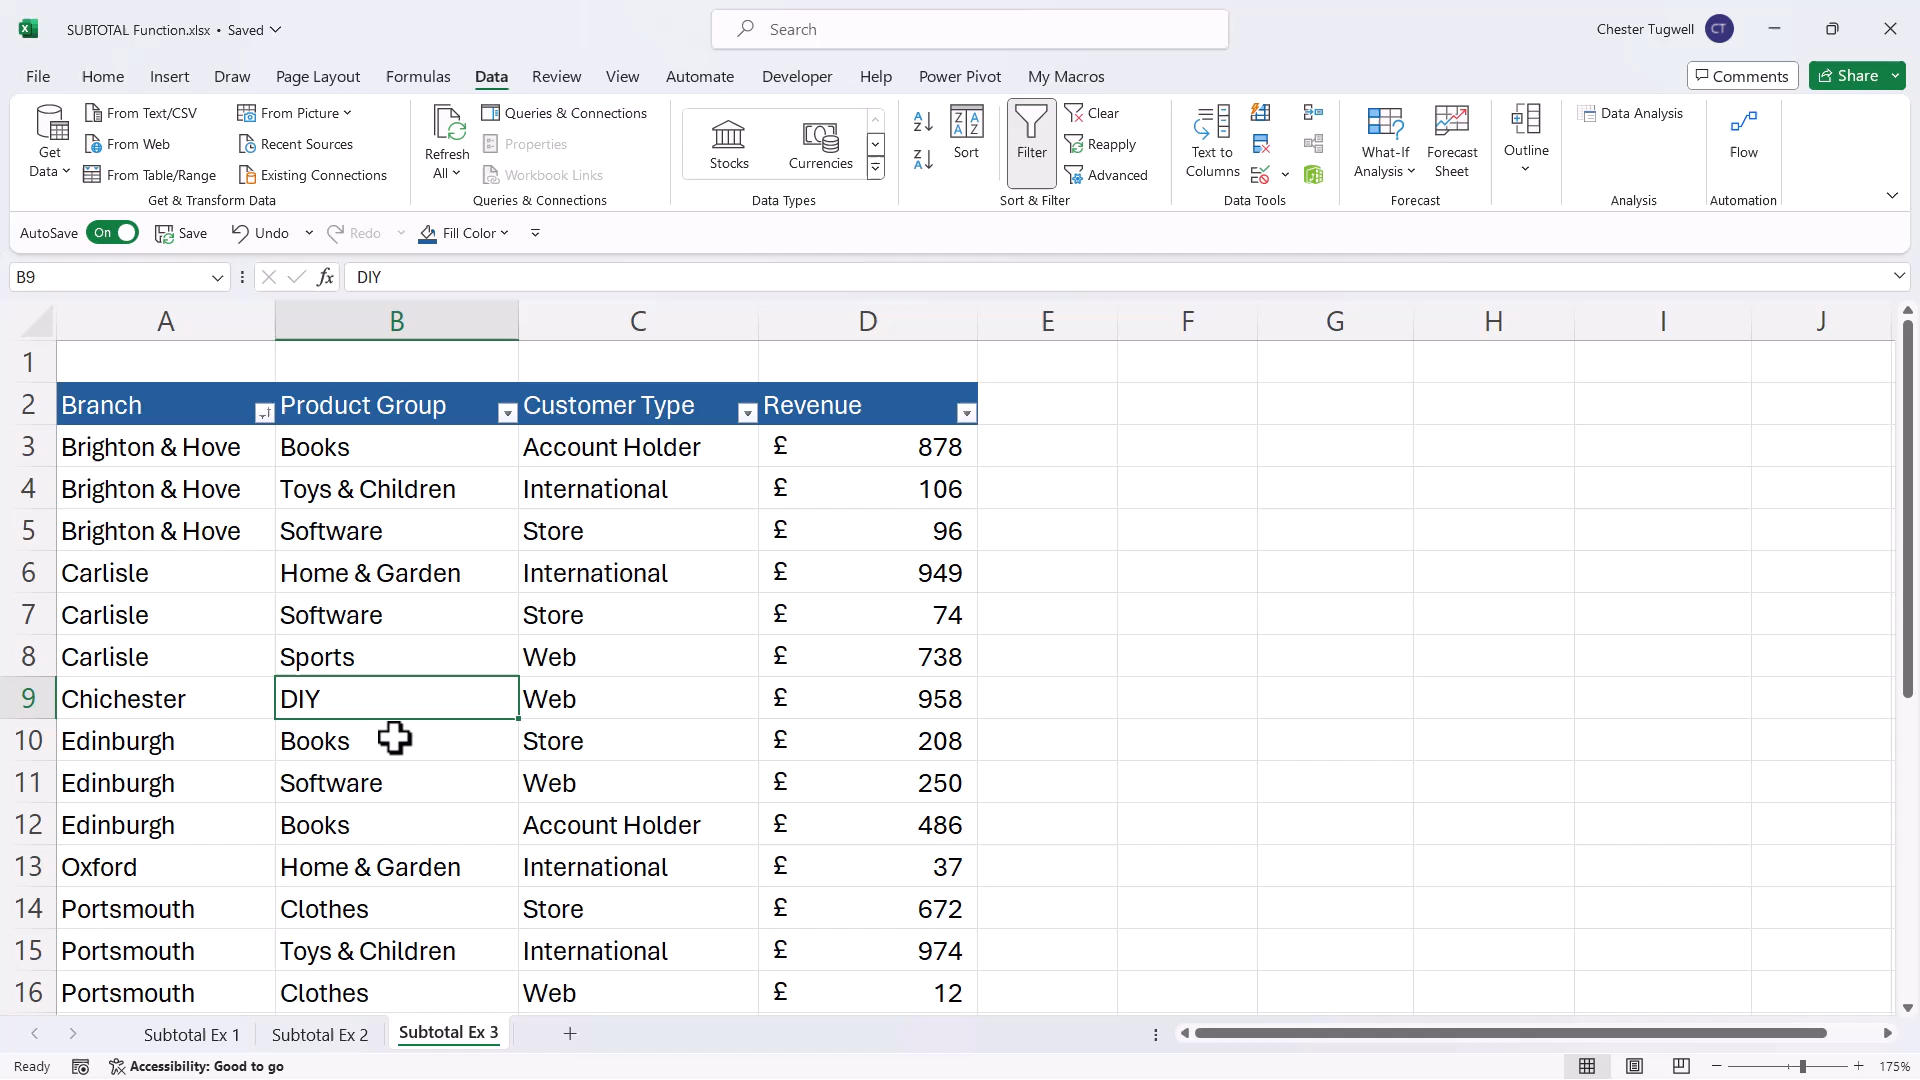 SUBTOTAL Function.xlsx • Saved
Search
Chester Tugwell CT
File Home Insert Draw Page Layout Formulas Data Review View Automate Developer Help Power Pivot My Macros
Comments Share
Get Data
From Text/CSV
From Web
From Table/Range
From Picture
Recent Sources
Existing Connections
Get & Transform Data
Refresh All
Queries & Connections
Properties
Workbook Links
Queries & Connections
Stocks Currencies
Data Types
Sort
Filter
Clear
Reapply
Advanced
Sort & Filter
Text to Columns
Data Tools
What-If Analysis
Forecast Sheet
Forecast
Outline
Data Analysis
Analysis
Flow
Automation
AutoSave On Save Undo Redo Fill Color
B9 fx DIY
A B C D E F G H I J
1
2 Branch Product Group Customer Type Revenue
3 Brighton & Hove Books Account Holder £ 878
4 Brighton & Hove Toys & Children International £ 106
5 Brighton & Hove Software Store £ 96
6 Carlisle Home & Garden International £ 949
7 Carlisle Software Store £ 74
8 Carlisle Sports Web £ 738
9 Chichester DIY Web £ 958
10 Edinburgh Books Store £ 208
11 Edinburgh Software Web £ 250
12 Edinburgh Books Account Holder £ 486
13 Oxford Home & Garden International £ 37
14 Portsmouth Clothes Store £ 672
15 Portsmouth Toys & Children International £ 974
16 Portsmouth Clothes Web £ 12
Subtotal Ex 1 Subtotal Ex 2 Subtotal Ex 3
Ready Accessibility: Good to go 175%